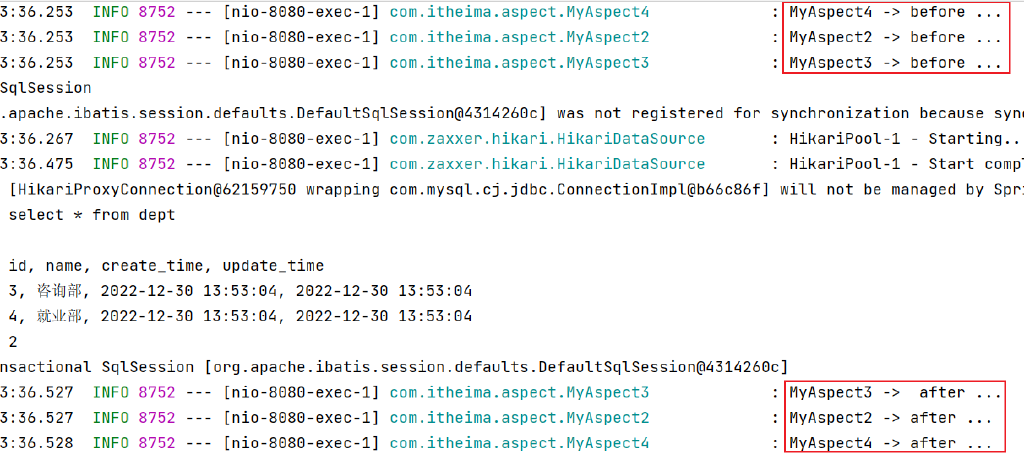 3:36.253 INFO 8752 --- [nio-8080-exec-1] com.itheima.aspect.MyAspect4 : MyAspect4 -> before ...
3:36.253 INFO 8752 --- [nio-8080-exec-1] com.itheima.aspect.MyAspect2 : MyAspect2 -> before ...
3:36.253 INFO 8752 --- [nio-8080-exec-1] com.itheima.aspect.MyAspect3 : MyAspect3 -> before ...
SqlSession
.apache.ibatis.session.defaults.DefaultSqlSession@4314260c] was not registered for synchronization because syn
3:36.267 INFO 8752 --- [nio-8080-exec-1] com.zaxxer.hikari.HikariDataSource : HikariPool-1 - Starting..
3:36.475 INFO 8752 --- [nio-8080-exec-1] com.zaxxer.hikari.HikariDataSource : HikariPool-1 - Start compl
[HikariProxyConnection@62159750 wrapping com.mysql.cj.jdbc.ConnectionImpl@b66c86f] will not be managed by Spri
select * from dept
id, name, create_time, update_time
3, 咨询部, 2022-12-30 13:53:04, 2022-12-30 13:53:04
4, 就业部, 2022-12-30 13:53:04, 2022-12-30 13:53:04
2
nsactional SqlSession [org.apache.ibatis.session.defaults.DefaultSqlSession@4314260c]
3:36.527 INFO 8752 --- [nio-8080-exec-1] com.itheima.aspect.MyAspect3 : MyAspect3 -> after ...
3:36.527 INFO 8752 --- [nio-8080-exec-1] com.itheima.aspect.MyAspect2 : MyAspect2 -> after ...
3:36.528 INFO 8752 --- [nio-8080-exec-1] com.itheima.aspect.MyAspect4 : MyAspect4 -> after ...